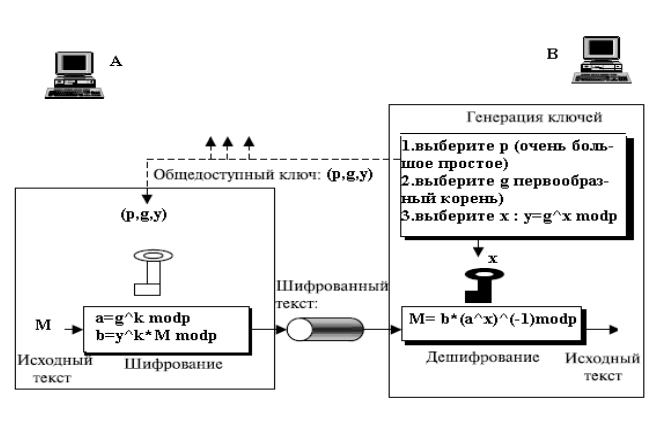 А
В
Генерация ключей
1.выберите p (очень боль-
шое простое)
2.выберите g первообраз-
ный корень)
3.выберите x : y=g^x modp
Общедоступный ключ: (p,g,y)
(p,g,y)
x
Шифрованный
текст:
M
a=g^k modp
b=y^k*M modp
M= b*(a^x)^(-1)modp
Исходный
текст
Шифрование
Дешифрование
Исходный
текст